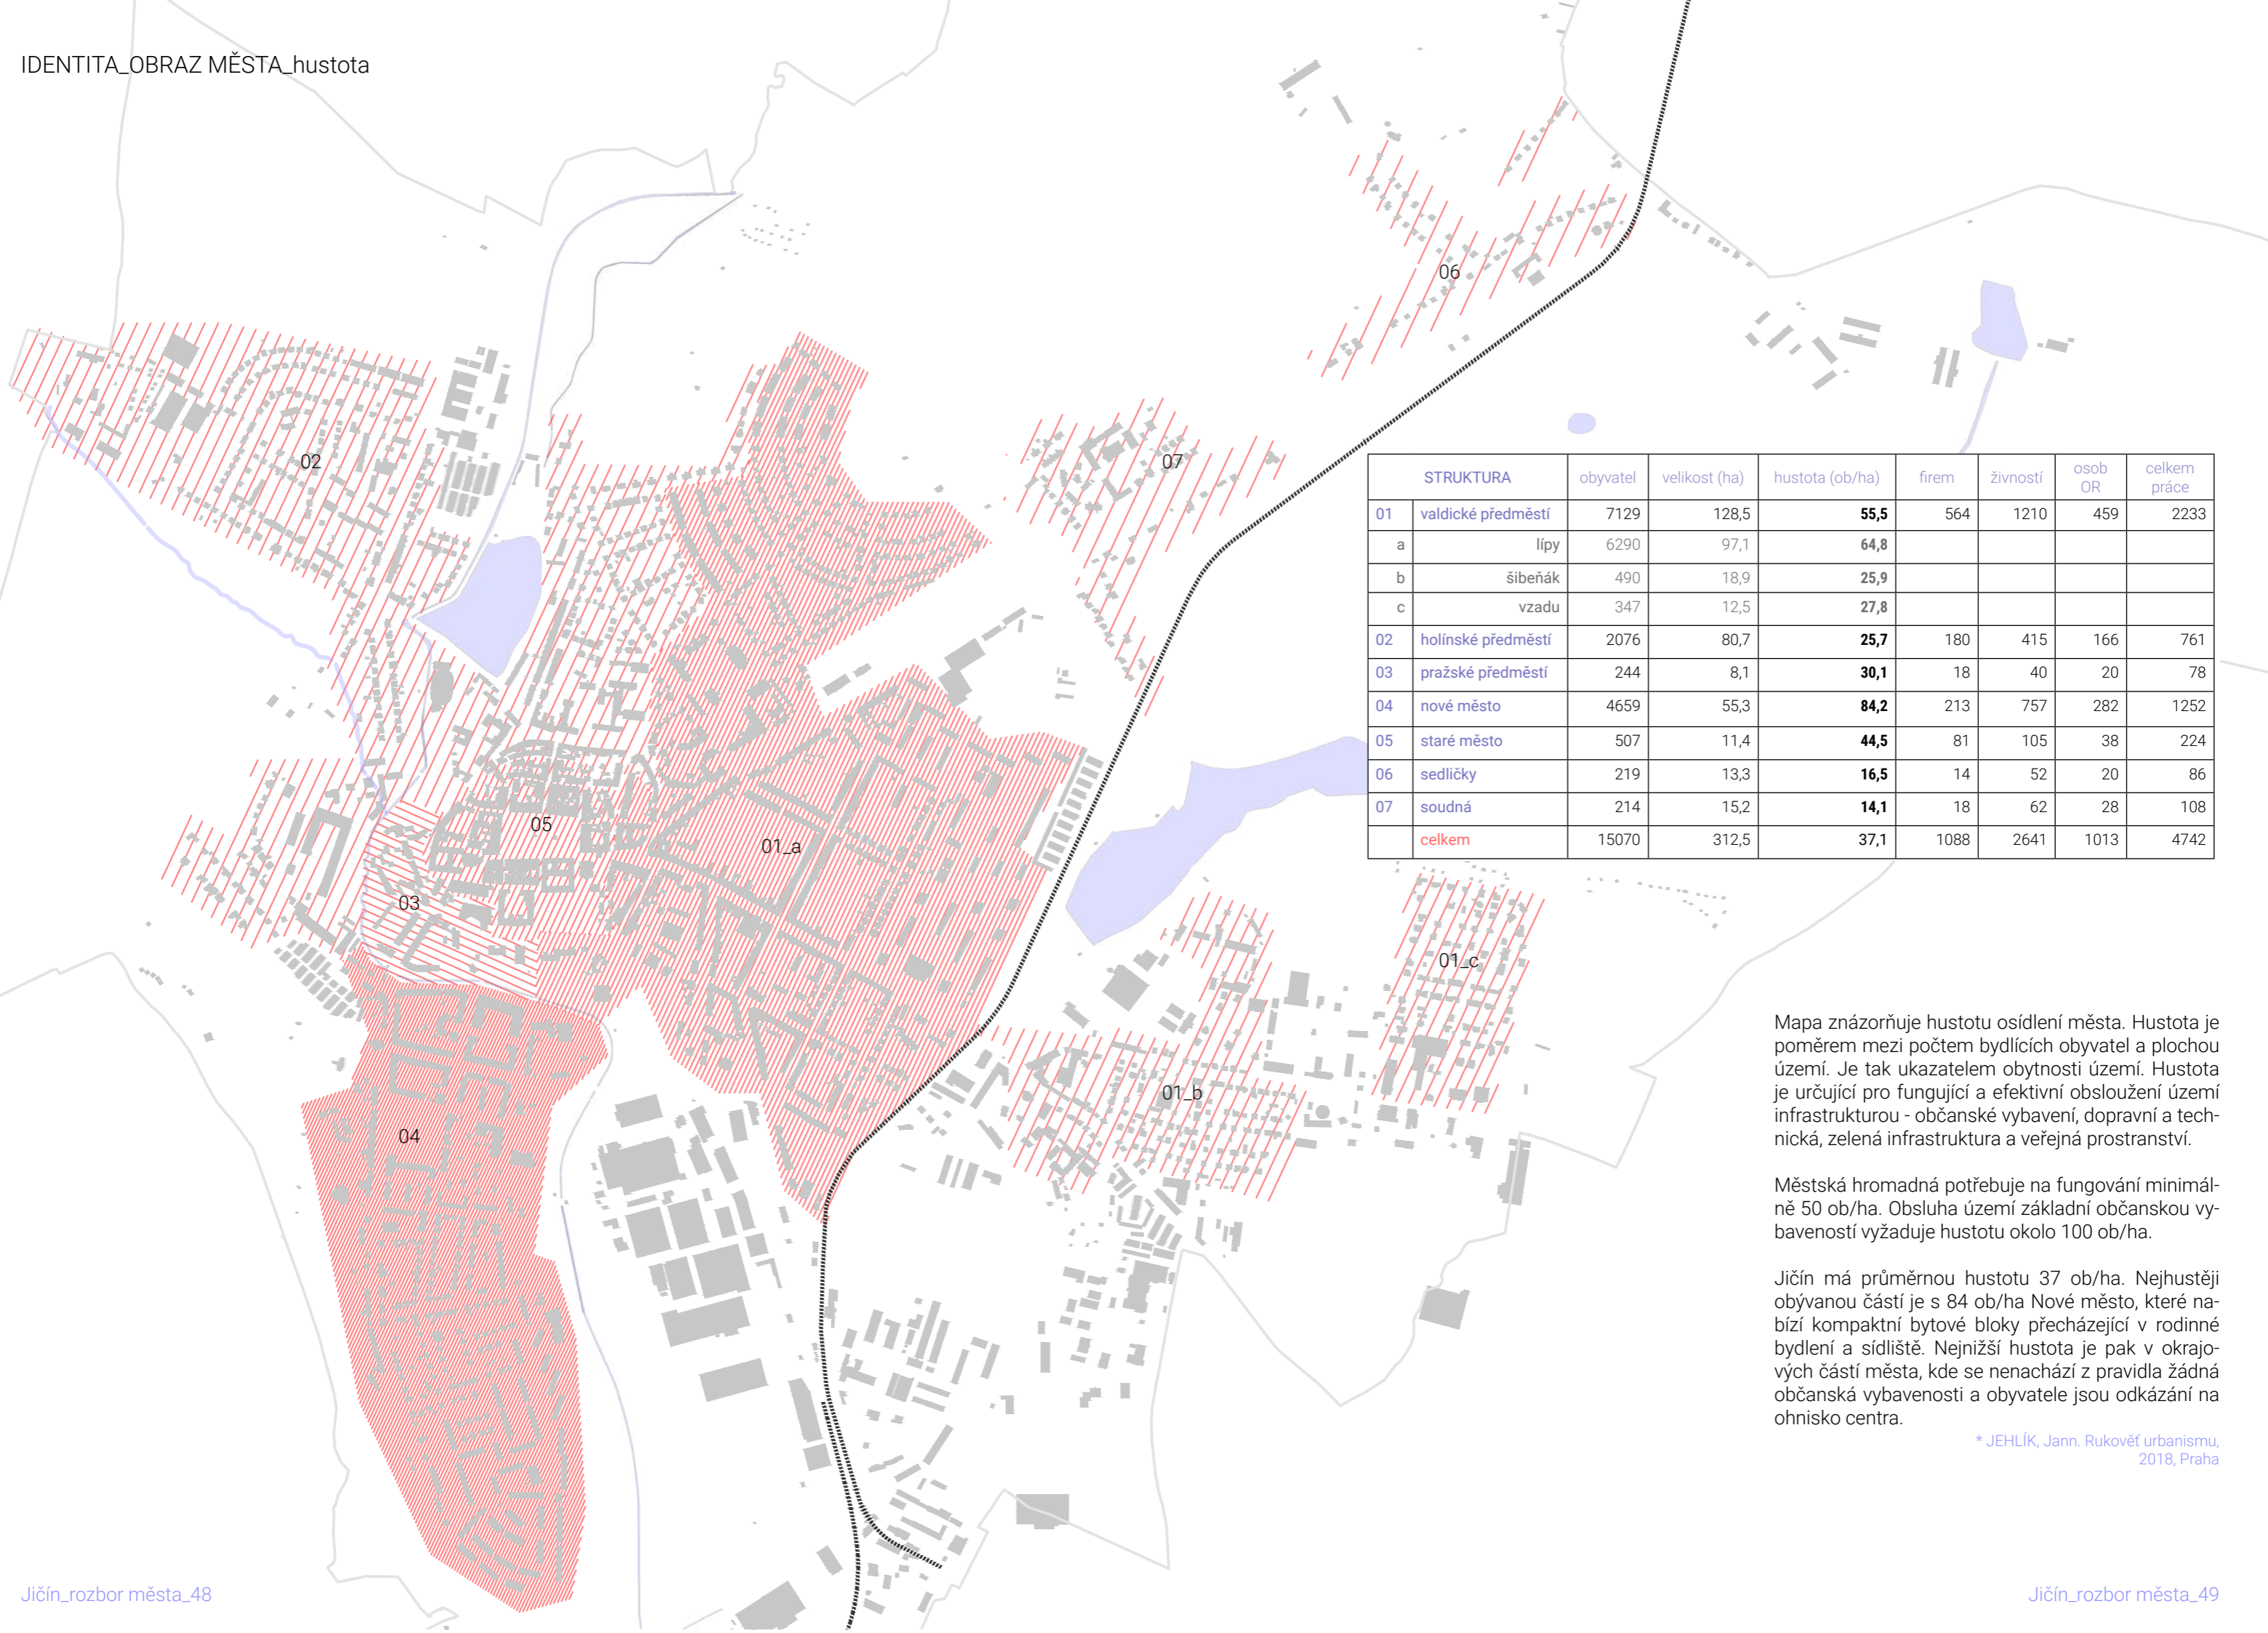 IDENTITA_OBRAZ MĚSTA_hustota
06
02
07
05
01_a
03
01_c
01_b
04
STRUKTURA obyvatel velikost (ha) hustota (ob/ha) firem živností osob OR celkem práce
01 valdické předměstí 7129 128,5 55,5 564 1210 459 2233
a lípy 6290 97,1 64,8
b šibeňák 490 18,9 25,9
c vzadu 347 12,5 27,8
02 holínské předměstí 2076 80,7 25,7 180 415 166 761
03 pražské předměstí 244 8,1 30,1 18 40 20 78
04 nové město 4659 55,3 84,2 213 757 282 1252
05 staré město 507 11,4 44,5 81 105 38 224
06 sedličky 219 13,3 16,5 14 52 20 86
07 soudná 214 15,2 14,1 18 62 28 108
celkem 15070 312,5 37,1 1088 2641 1013 4742
Mapa znázorňuje hustotu osídlení města. Hustota je
poměrem mezi počtem bydlících obyvatel a plochou
území. Je tak ukazatelem obytnosti území. Hustota
je určující pro fungující a efektivní obsloužení území
infrastrukturou - občanské vybavení, dopravní a tech-
nická, zelená infrastruktura a veřejná prostranství.
Městská hromadná potřebuje na fungování minimál-
ně 50 ob/ha. Obsluha území základní občanskou vy-
baveností vyžaduje hustotu okolo 100 ob/ha.
Jičín má průměrnou hustotu 37 ob/ha. Nejhustěji
obývanou částí je s 84 ob/ha Nové město, které na-
bízí kompaktní bytové bloky přecházející v rodinné
bydlení a sídliště. Nejnižší hustota je pak v okrajo-
vých částí města, kde se nenachází z pravidla žádná
občanská vybavenosti a obyvatele jsou odkázání na
ohnisko centra.
* JEHLÍK, Jann. Rukověť urbanismu,
2018, Praha
Jičín_rozbor města_48
Jičín_rozbor města_49